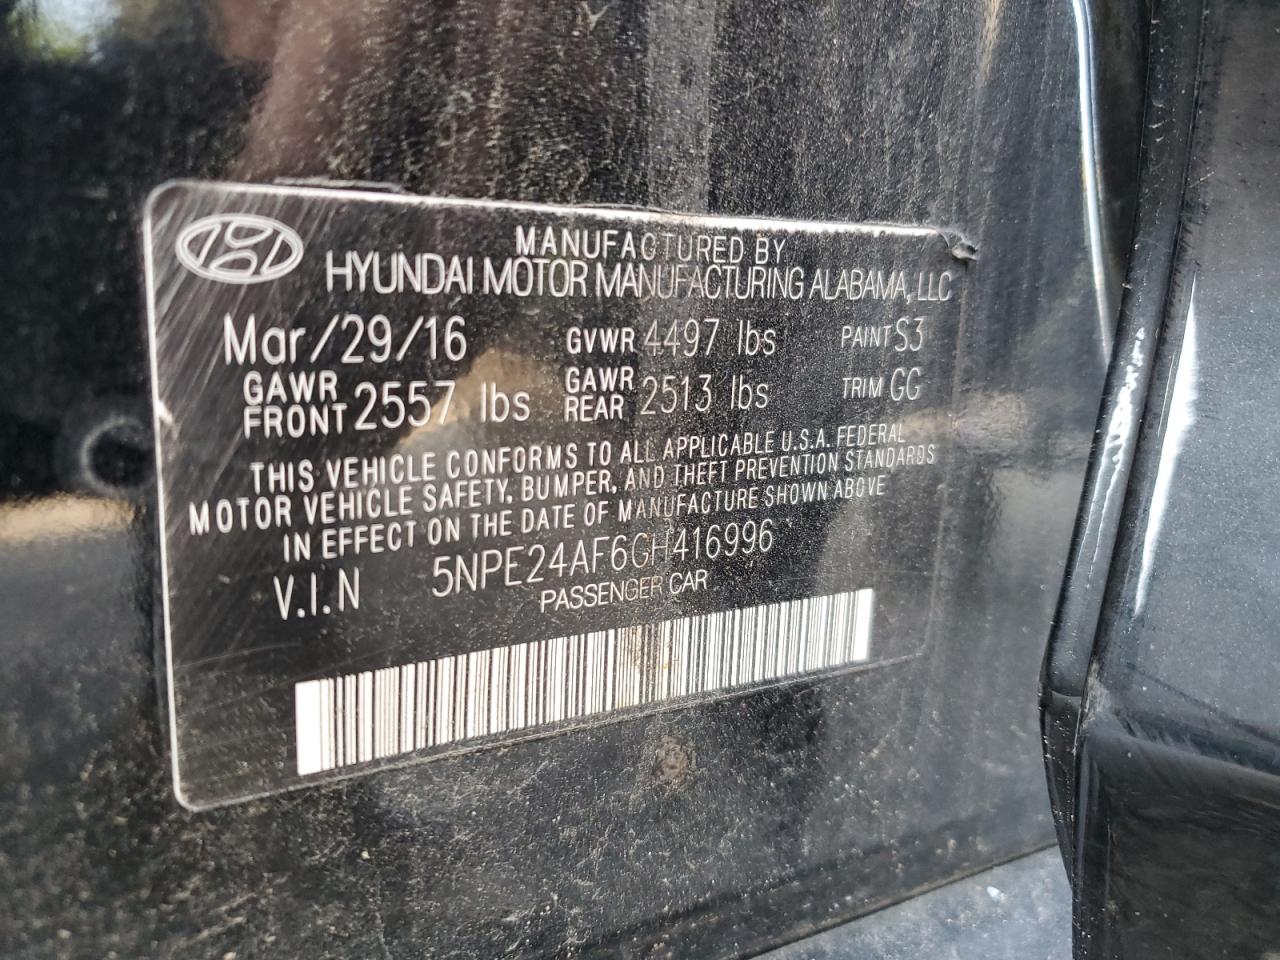 MANUFACTURED BY
HYUNDAI MOTOR MANUFACTURING ALABAMA, LLC
Mar/29/16 GVWR 4497 lbs PAINT S3
GAWR FRONT 2557 lbs GAWR REAR 2513 lbs TRIM GG
THIS VEHICLE CONFORMS TO ALL APPLICABLE U.S.A. FEDERAL
MOTOR VEHICLE SAFETY, BUMPER, AND THEFT PREVENTION STANDARDS
IN EFFECT ON THE DATE OF MANUFACTURE SHOWN ABOVE
V.I.N 5NPE24AF6GH416996
PASSENGER CAR